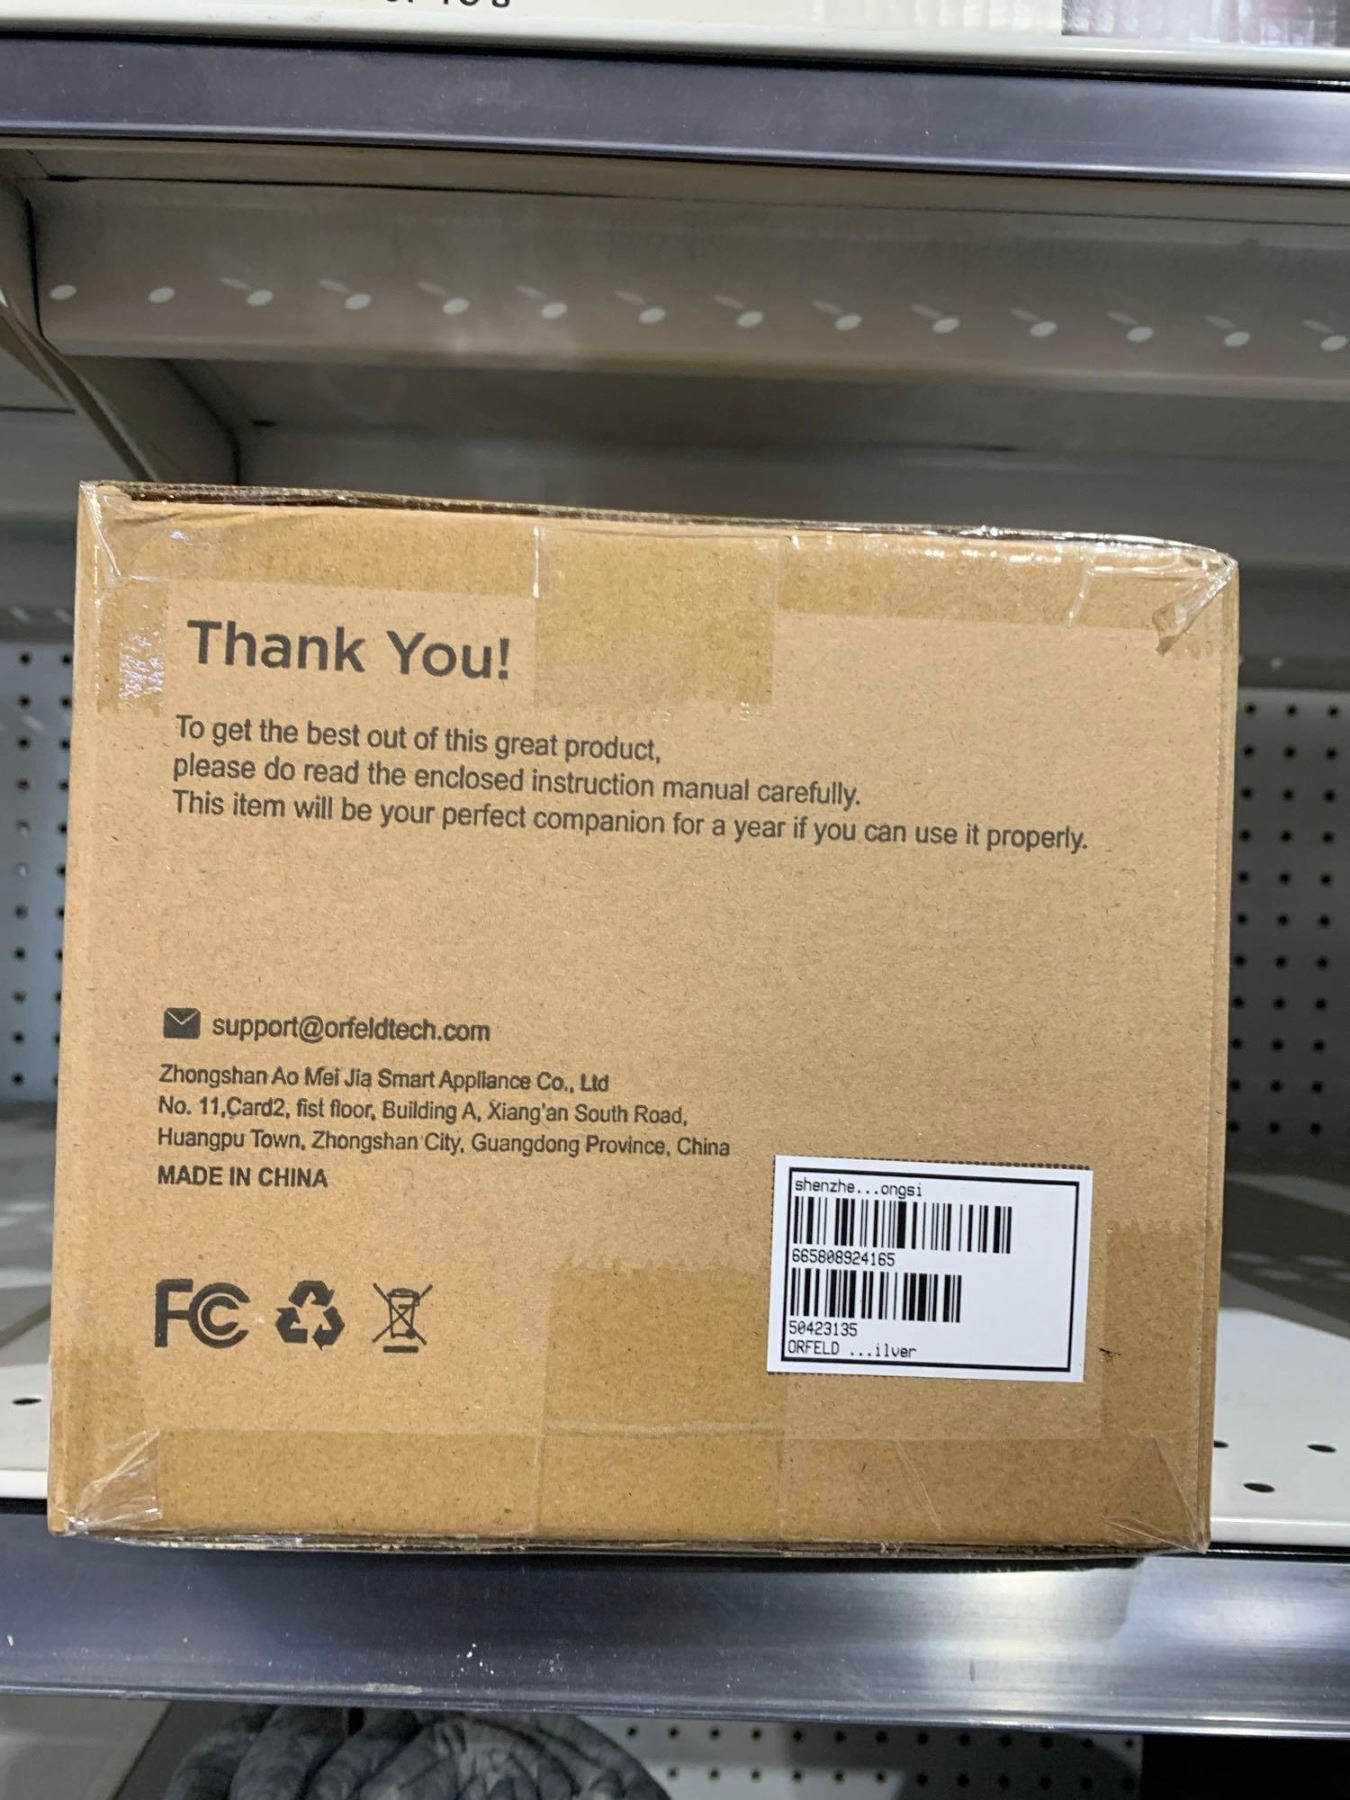 Thank You!
To get the best out of this great product,
please do read the enclosed instruction manual carefully.
This item will be your perfect companion for a year if you can use it properly.
support@orfeldtech.com
Zhongshan Ao Mei Jia Smart Appliance Co., Ltd
No. 11,Card2, fist floor, Building A, Xiang'an South Road,
Huangpu Town, Zhongshan City, Guangdong Province, China
MADE IN CHINA
FC
shenzhe...ongsi
665808924165
50423135
ORFELD ...ilver